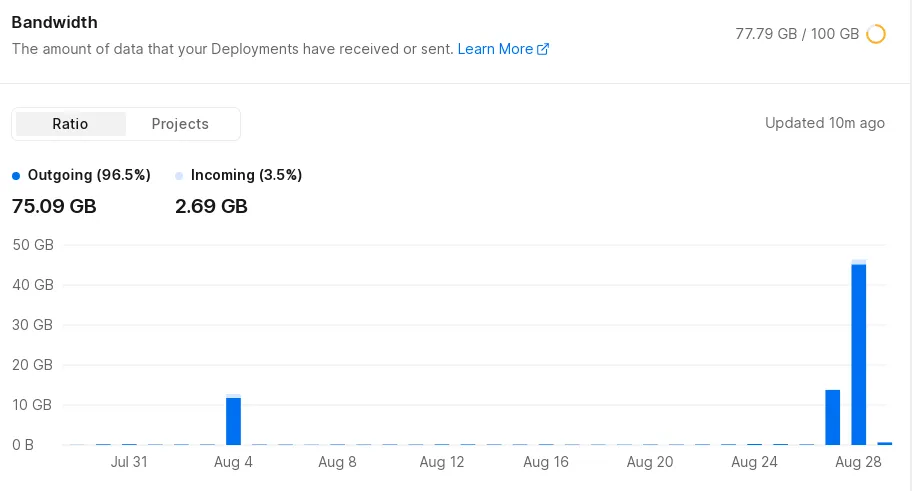 Bandwidth
The amount of data that your Deployments have received or sent. Learn More
77.79 GB / 100 GB
Ratio
Projects
Updated 10m ago
Outgoing (96.5%)
Incoming (3.5%)
75.09 GB
2.69 GB
50 GB
40 GB
30 GB
20 GB
10 GB
0 B
Jul 31
Aug 4
Aug 8
Aug 12
Aug 16
Aug 20
Aug 24
Aug 28